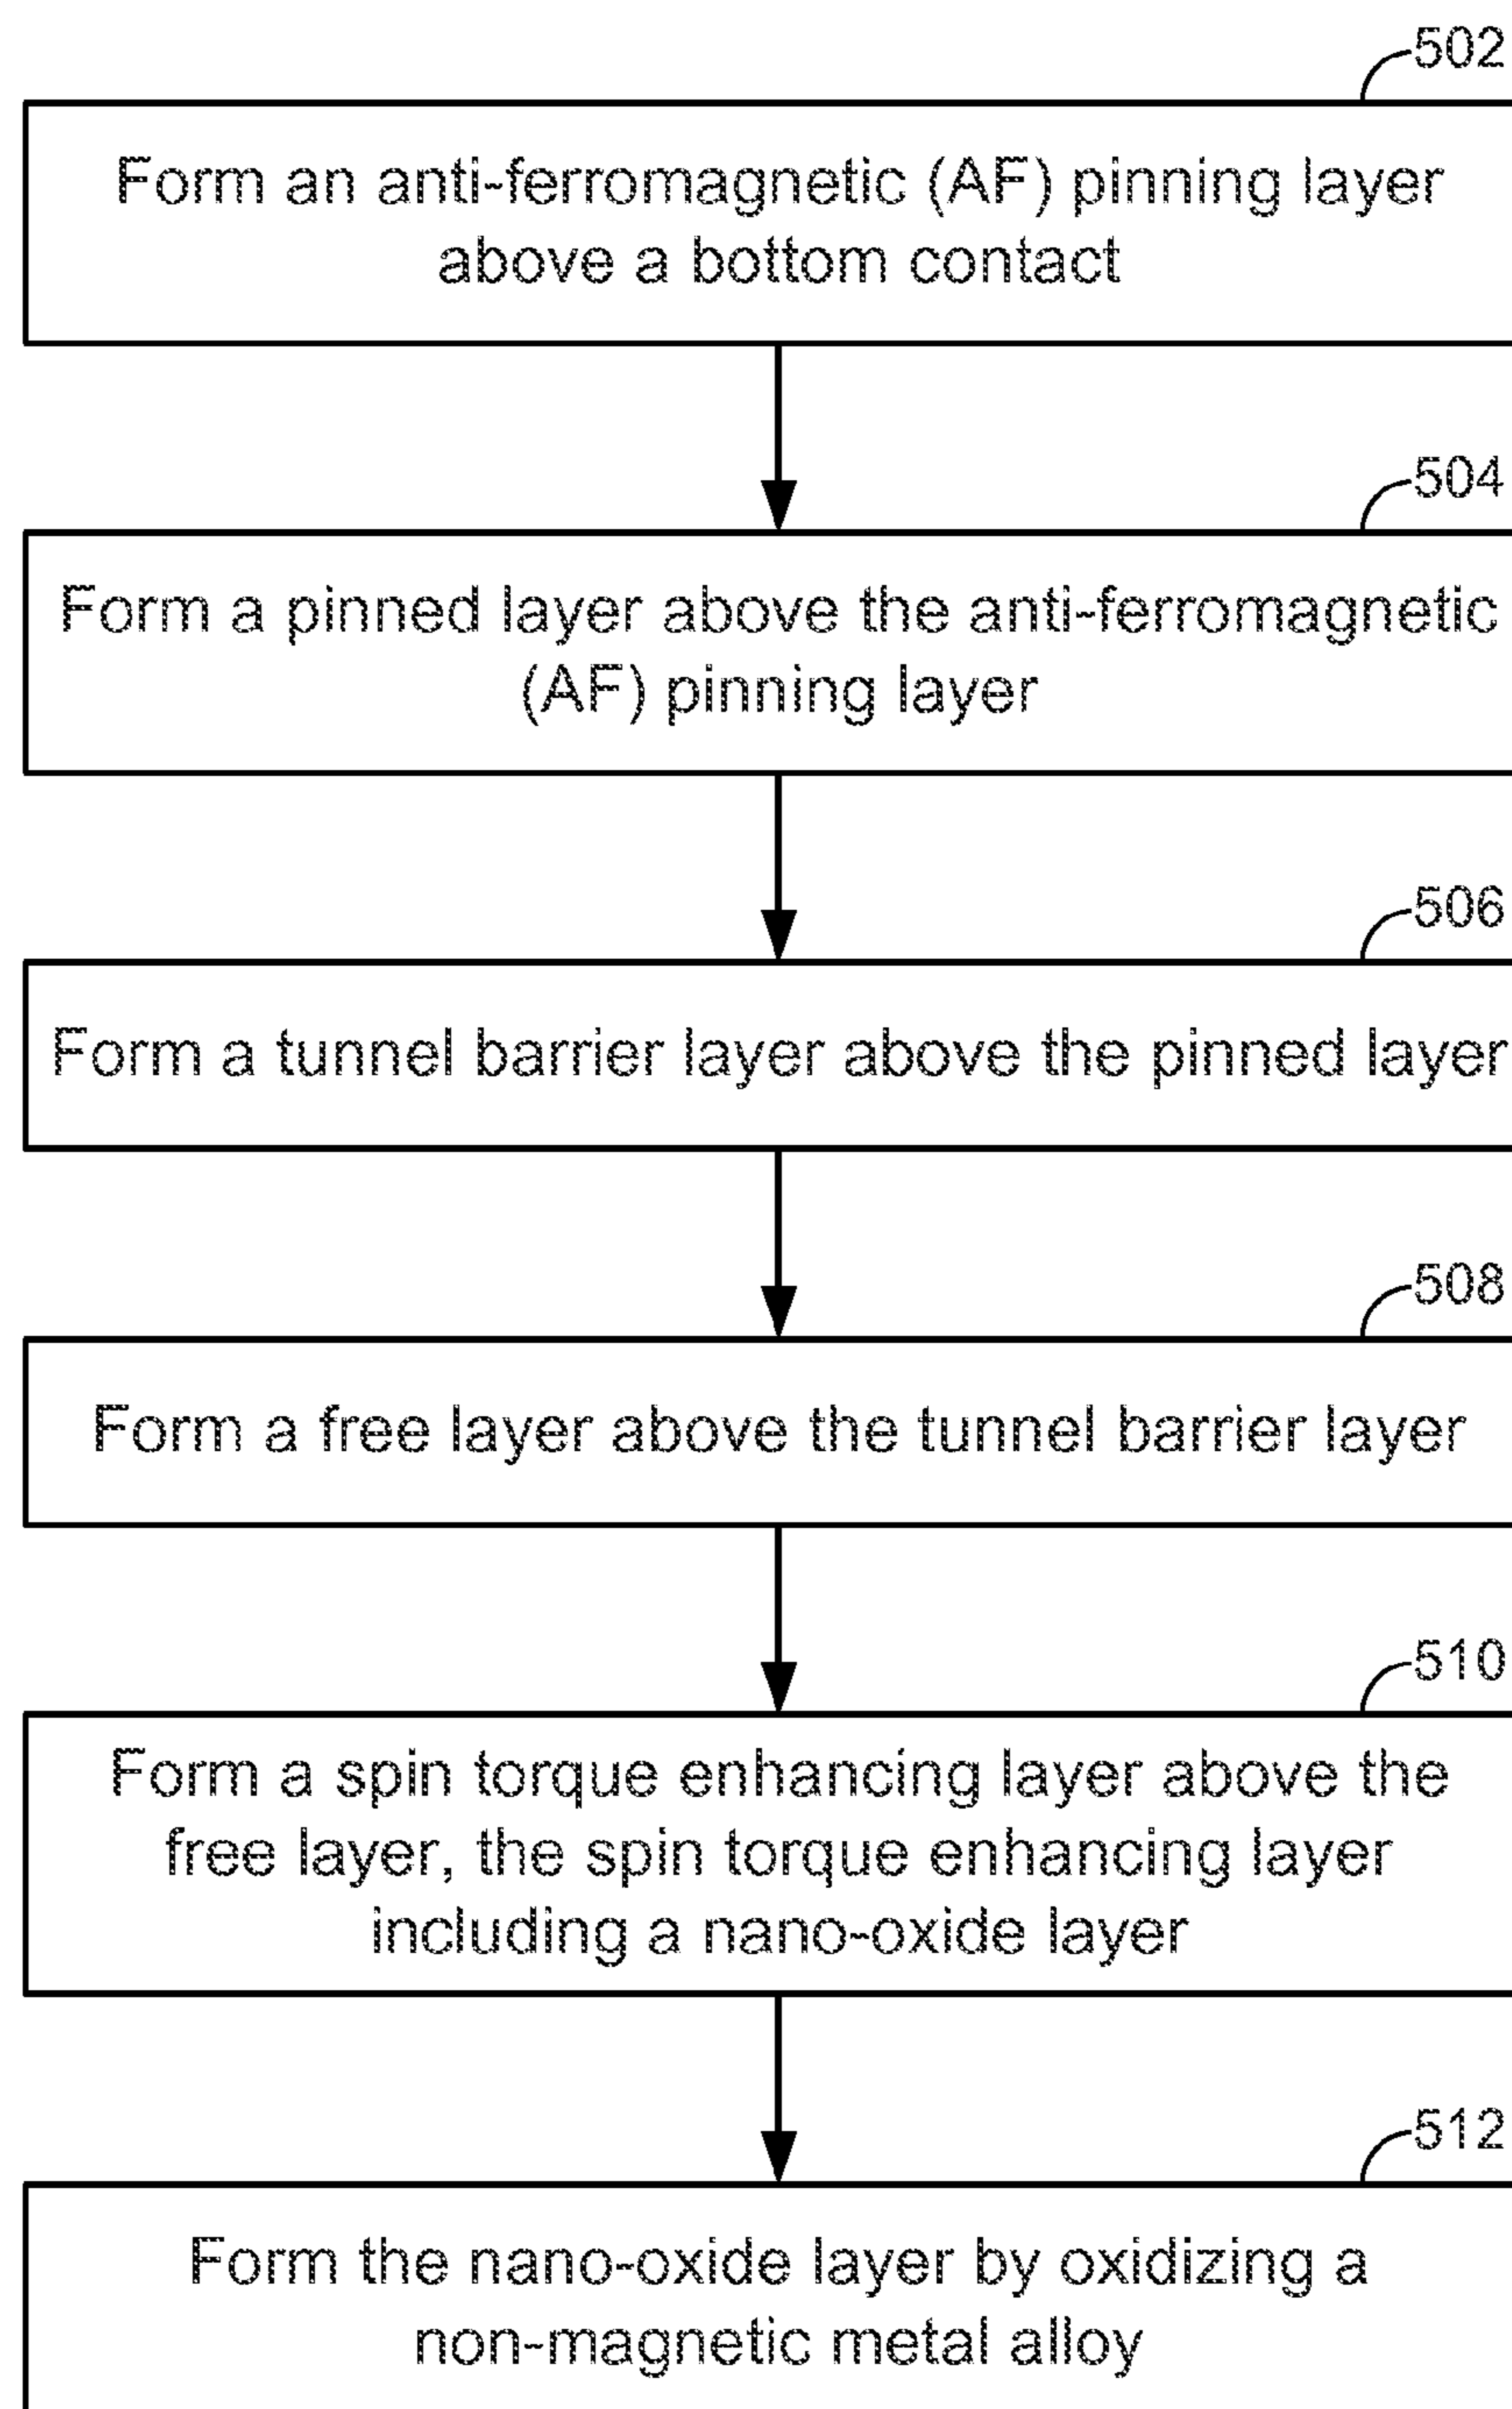 502
Form an anti-ferromagnetic (AF) pinning layer
above a bottom contact
504
Form a pinned layer above the anti-ferromagnetic
(AF) pinning layer
506
Form a tunnel barrier layer above the pinned layer
508
Form a free layer above the tunnel barrier layer
510
Form a spin torque enhancing layer above the
free layer, the spin torque enhancing layer
including a nano-oxide layer
512
Form the nano-oxide layer by oxidizing a
non-magnetic metal alloy